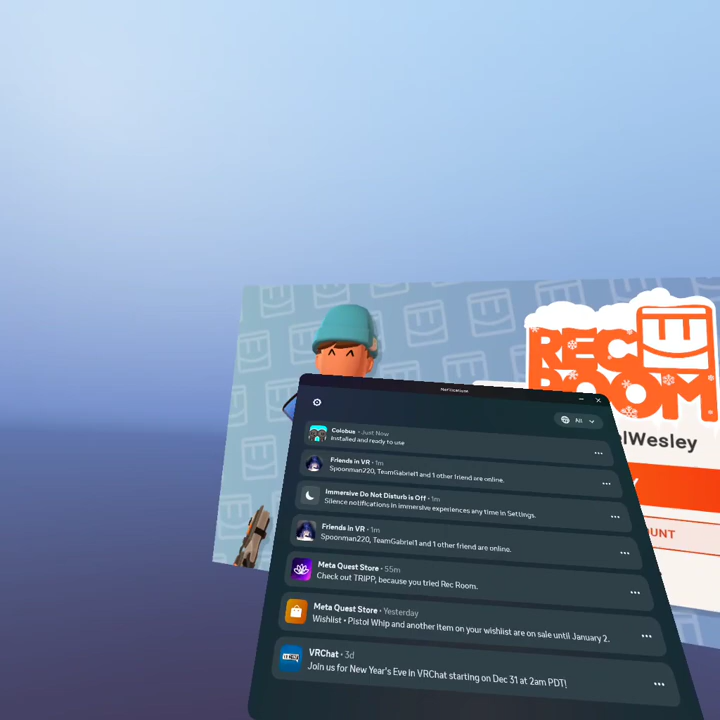 Notifications
All
Colobus • Just Now
Installed and ready to use
Friends in VR • 1m
Spoonman220, TeamGabriel1 and 1 other friend are online.
Immersive Do Not Disturb is Off • 1m
Silence notifications in immersive experiences any time in Settings.
Friends in VR • 1m
Spoonman220, TeamGabriel1 and 1 other friend are online.
Meta Quest Store • 55m
Check out TRIPP, because you tried Rec Room.
Meta Quest Store • Yesterday
Wishlist • Pistol Whip and another item on your wishlist are on sale until January 2.
VRChat • 3d
Join us for New Year's Eve in VRChat starting on Dec 31 at 2am PDT!
REC
ROOM
elWesley
OUNT